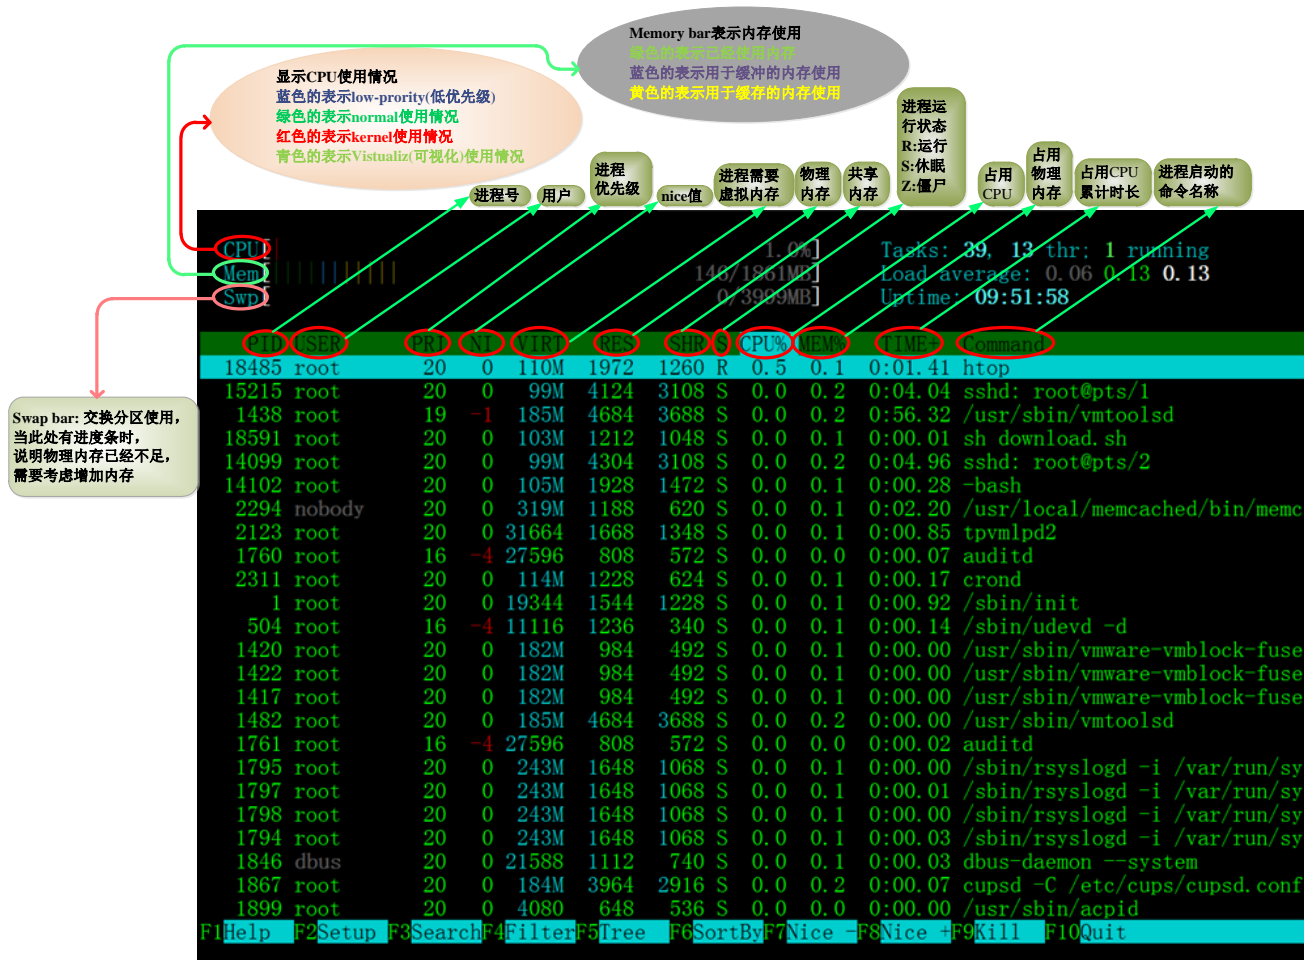 Memory bar表示内存使用
绿色的表示已经使用内存
蓝色的表示用于缓冲的内存使用
黄色的表示用于缓存的内存使用
显示CPU使用情况
蓝色的表示low-prority(低优先级)
绿色的表示normal使用情况
红色的表示kernel使用情况
青色的表示Vistualiz(可视化)使用情况
进程号
用户
进程
优先级
nice值
进程需要
虚拟内存
物理
内存
共享
内存
进程运
行状态
R:运行
S:休眠
Z:僵尸
占用
CPU
占用
物理
内存
占用CPU
累计时长
进程启动的
命令名称
CPU[ 1.0%] Tasks: 39, 13 thr: 1 running
Mem[ 146/1861MB] Load average: 0.06 0.13 0.13
Swp[ 0/3999MB] Uptime: 09:51:58
Swap bar: 交换分区使用,
当此处有进度条时,
说明物理内存已经不足,
需要考虑增加内存
PID USER PRI NI VIRT RES SHR S CPU% MEM% TIME+ Command
18485 root 20 0 110M 1972 1260 R 0.5 0.1 0:01.41 htop
15215 root 20 0 99M 4124 3108 S 0.0 0.2 0:04.04 sshd: root@pts/1
1438 root 19 -1 185M 4684 3688 S 0.0 0.2 0:56.32 /usr/sbin/vmtoolsd
18591 root 20 0 103M 1212 1048 S 0.0 0.1 0:00.01 sh download.sh
14099 root 20 0 99M 4304 3108 S 0.0 0.2 0:04.96 sshd: root@pts/2
14102 root 20 0 105M 1928 1472 S 0.0 0.1 0:00.28 -bash
2294 nobody 20 0 319M 1188 620 S 0.0 0.1 0:02.20 /usr/local/memcached/bin/memc
2123 root 20 0 31664 1668 1348 S 0.0 0.1 0:00.85 tpvmlpd2
1760 root 16 -4 27596 808 572 S 0.0 0.0 0:00.07 auditd
2311 root 20 0 114M 1228 624 S 0.0 0.1 0:00.17 crond
1 root 20 0 19344 1544 1228 S 0.0 0.1 0:00.92 /sbin/init
504 root 16 -4 11116 1236 340 S 0.0 0.1 0:00.14 /sbin/udevd -d
1420 root 20 0 182M 984 492 S 0.0 0.1 0:00.00 /usr/sbin/vmware-vmblock-fuse
1422 root 20 0 182M 984 492 S 0.0 0.1 0:00.00 /usr/sbin/vmware-vmblock-fuse
1417 root 20 0 182M 984 492 S 0.0 0.1 0:00.00 /usr/sbin/vmware-vmblock-fuse
1482 root 20 0 185M 4684 3688 S 0.0 0.2 0:00.00 /usr/sbin/vmtoolsd
1761 root 16 -4 27596 808 572 S 0.0 0.0 0:00.02 auditd
1795 root 20 0 243M 1648 1068 S 0.0 0.1 0:00.00 /sbin/rsyslogd -i /var/run/sy
1797 root 20 0 243M 1648 1068 S 0.0 0.1 0:00.01 /sbin/rsyslogd -i /var/run/sy
1798 root 20 0 243M 1648 1068 S 0.0 0.1 0:00.00 /sbin/rsyslogd -i /var/run/sy
1794 root 20 0 243M 1648 1068 S 0.0 0.1 0:00.03 /sbin/rsyslogd -i /var/run/sy
1846 dbus 20 0 21588 1112 740 S 0.0 0.1 0:00.03 dbus-daemon --system
1867 root 20 0 184M 3964 2916 S 0.0 0.2 0:00.07 cupsd -C /etc/cups/cupsd.conf
1899 root 20 0 4080 648 536 S 0.0 0.0 0:00.00 /usr/sbin/acpid
F1Help F2Setup F3SearchF4FilterF5Tree F6SortByF7Nice -F8Nice +F9Kill F10Quit